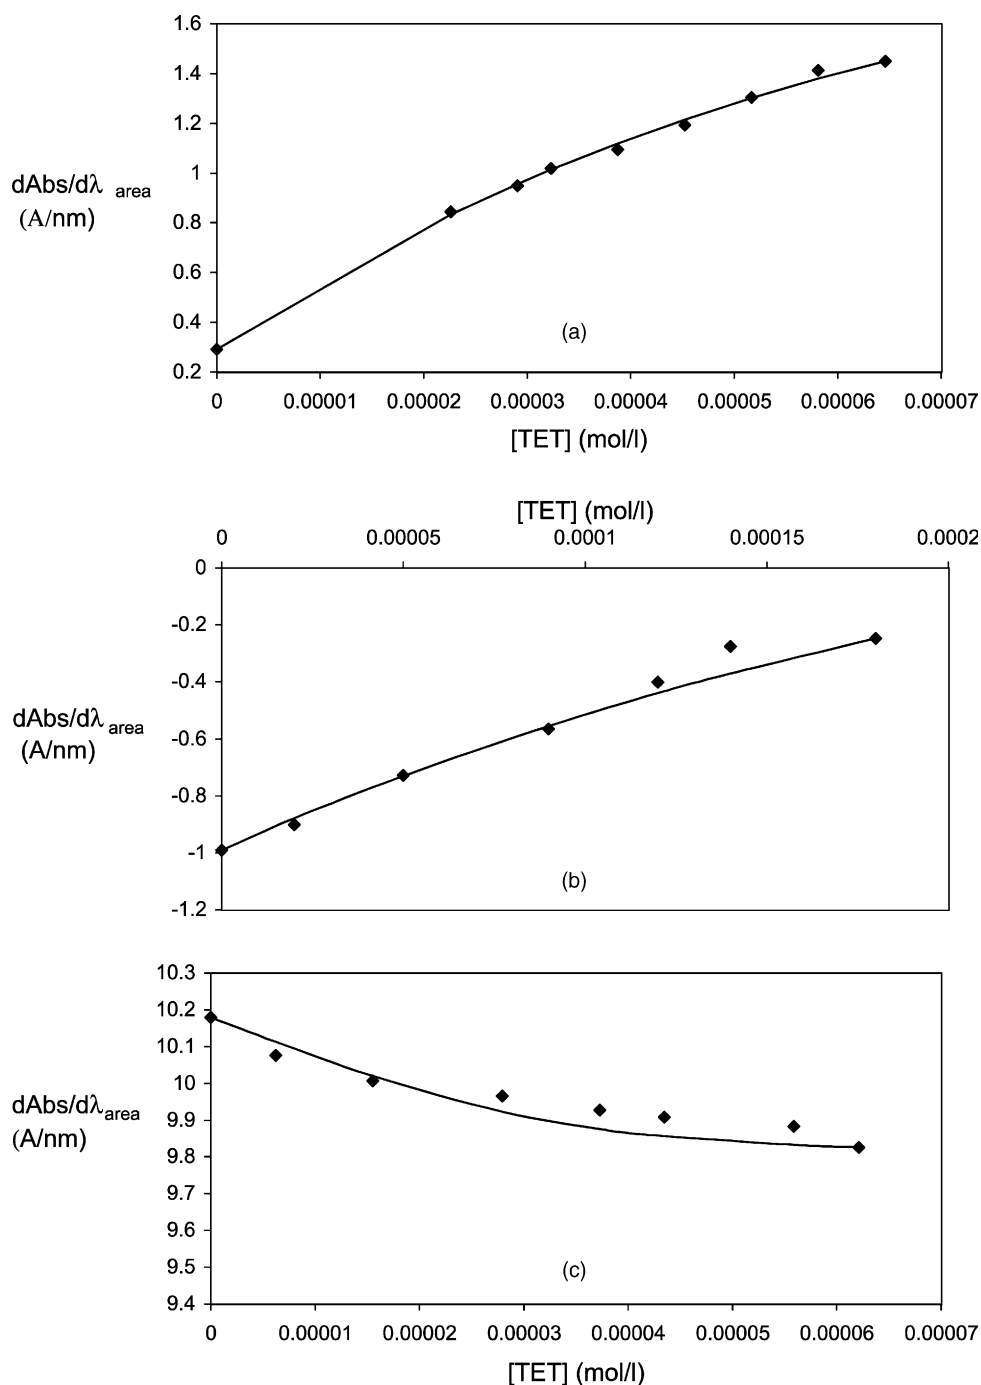 1.6
1.4
1.2
1
0.8
0.6
0.4
0.2
dAbs/dλ area
(A/nm)
(a)
0 0.00001 0.00002 0.00003 0.00004 0.00005 0.00006 0.00007
[TET] (mol/l)
[TET] (mol/l)
0 0.00005 0.0001 0.00015 0.0002
0
-0.2
-0.4
-0.6
-0.8
-1
-1.2
dAbs/dλ area
(A/nm)
(b)
10.3
10.2
10.1
10
9.9
9.8
9.7
9.6
9.5
9.4
dAbs/dλ area
(A/nm)
(c)
0 0.00001 0.00002 0.00003 0.00004 0.00005 0.00006 0.00007
[TET] (mol/l)